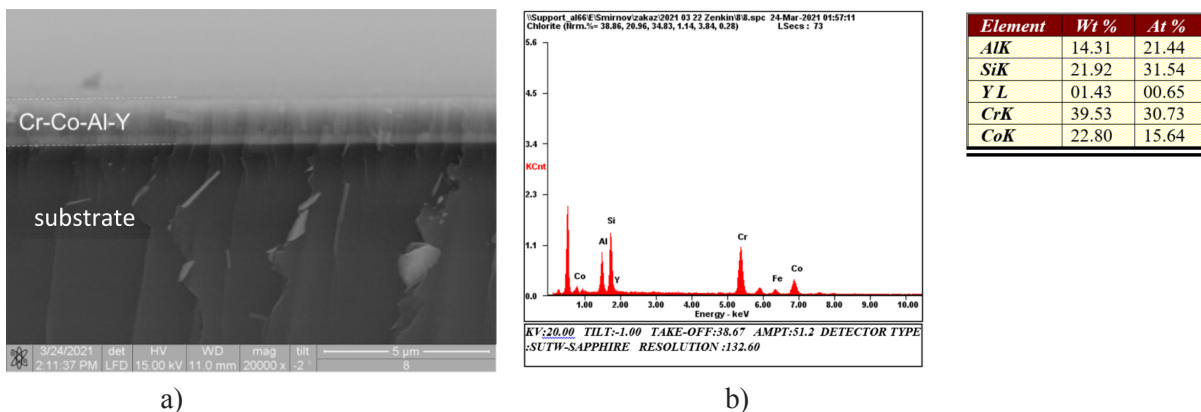 Cr-Co-Al-Y
substrate
3/24/2021 det HV WD mag tilt 5 µm
2:11:37 PM LFD 15.00 kV 11.0 mm 20000 x -2 ° 8
a)
\\Support_al66\E\Smirnov\zakaz\2021 03 22 Zenkin\8\8.spc 24-Mar-2021 01:57:11
Chlorite (Nrm.%= 38.86, 20.96, 34.83, 1.14, 3.84, 0.28) LSecs : 73
5.6
4.5
3.4
KCnt
2.3
1.1
0.0
Co Al Si Y Cr Fe Co
1.00 2.00 3.00 4.00 5.00 6.00 7.00 8.00 9.00 10.00
Energy - keV
KV:20.00 TILT:-1.00 TAKE-OFF:38.67 AMPT:51.2 DETECTOR TYPE
:SUTW-SAPPHIRE RESOLUTION :132.60
b)
Element Wt % At %
AlK 14.31 21.44
SiK 21.92 31.54
Y L 01.43 00.65
CrK 39.53 30.73
CoK 22.80 15.64